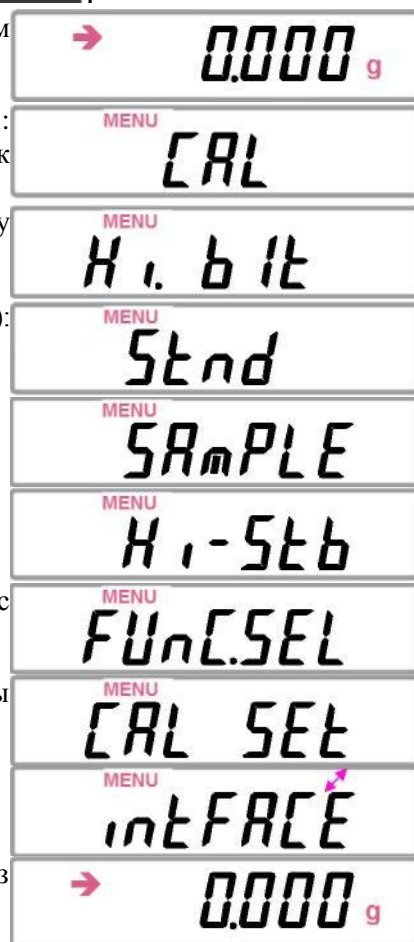 м
➔ 0.000 g
:
к
MENU
CAL
у
MENU
Hi. bIt
):
MENU
Stnd
MENU
SAmPLE
MENU
Hi-Stb
с
MENU
FUnC.SEL
ы
MENU
CAL SEt
MENU
intFACE
з
➔ 0.000 g